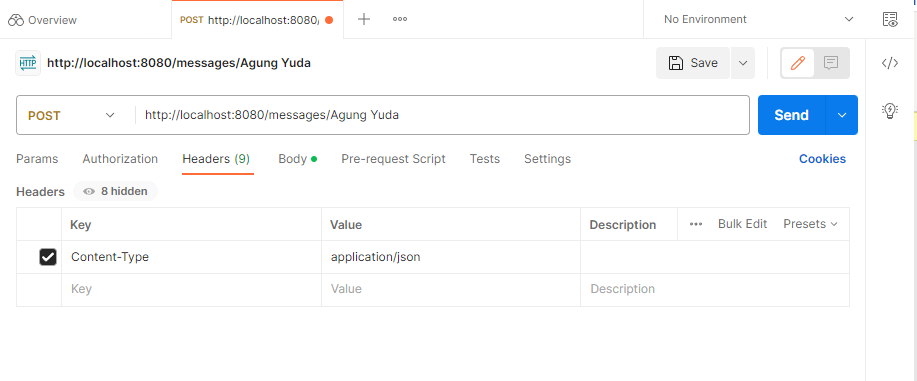 Overview
POST http://localhost:8080/
No Environment
HTTP http://localhost:8080/messages/Agung Yuda
Save
POST http://localhost:8080/messages/Agung Yuda
Send
Params Authorization Headers (9) Body Pre-request Script Tests Settings Cookies
Headers 8 hidden
Key Value Description Bulk Edit Presets
Content-Type application/json
Key Value Description